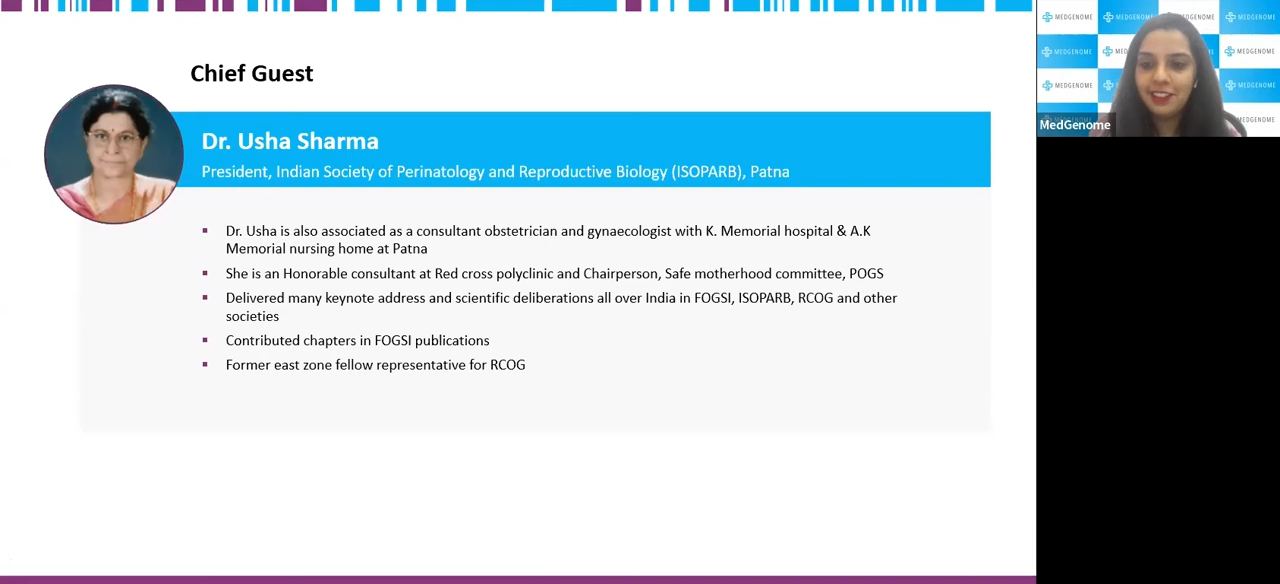 Chief Guest
Dr. Usha Sharma
President, Indian Society of Perinatology and Reproductive Biology (ISOPARB), Patna
Dr. Usha is also associated as a consultant obstetrician and gynaecologist with K. Memorial hospital & A.K
Memorial nursing home at Patna
She is an Honorable consultant at Red cross polyclinic and Chairperson, Safe motherhood committee, POGS
Delivered many keynote address and scientific deliberations all over India in FOGSI, ISOPARB, RCOG and other
societies
Contributed chapters in FOGSI publications
Former east zone fellow representative for RCOG
MEDGENOME MEDGENOME MEDGENOME
MEDGENOME MEDGENOME
MEDGENOME MEDGENOME
MedGenome